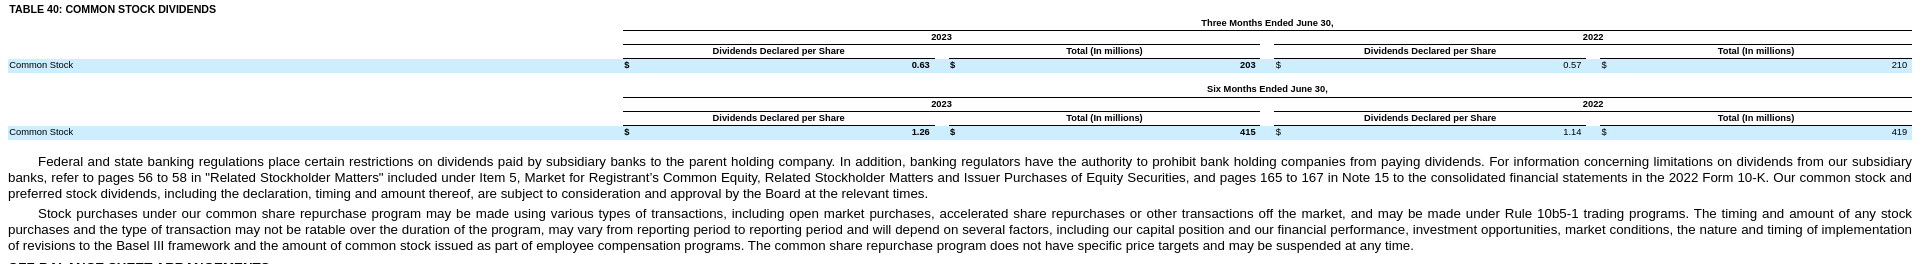 TABLE 40: COMMON STOCK DIVIDENDS
Three Months Ended June 30,
2023 2022
Dividends Declared per Share Total (In millions) Dividends Declared per Share Total (In millions)
Common Stock $ 0.63 $ 203 $ 0.57 $ 210
Six Months Ended June 30,
2023 2022
Dividends Declared per Share Total (In millions) Dividends Declared per Share Total (In millions)
Common Stock $ 1.26 $ 415 $ 1.14 $ 419
Federal and state banking regulations place certain restrictions on dividends paid by subsidiary banks to the parent holding company. In addition, banking regulators have the authority to prohibit bank holding companies from paying dividends. For information concerning limitations on dividends from our subsidiary
banks, refer to pages 56 to 58 in "Related Stockholder Matters" included under Item 5, Market for Registrant's Common Equity, Related Stockholder Matters and Issuer Purchases of Equity Securities, and pages 165 to 167 in Note 15 to the consolidated financial statements in the 2022 Form 10-K. Our common stock and
preferred stock dividends, including the declaration, timing and amount thereof, are subject to consideration and approval by the Board at the relevant times.
Stock purchases under our common share repurchase program may be made using various types of transactions, including open market purchases, accelerated share repurchases or other transactions off the market, and may be made under Rule 10b5-1 trading programs. The timing and amount of any stock
purchases and the type of transaction may not be ratable over the duration of the program, may vary from reporting period to reporting period and will depend on several factors, including our capital position and our financial performance, investment opportunities, market conditions, the nature and timing of implementation
of revisions to the Basel III framework and the amount of common stock issued as part of employee compensation programs. The common share repurchase program does not have specific price targets and may be suspended at any time.